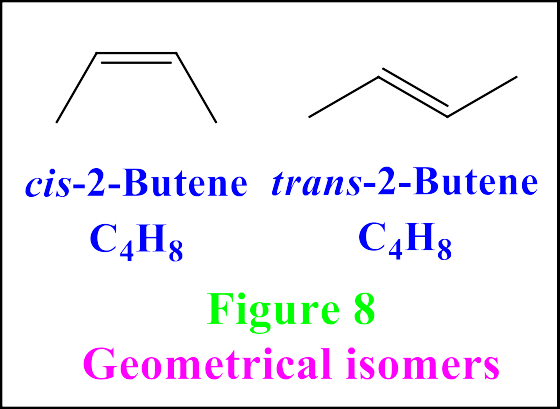 cis-2-Butene trans-2-Butene
C₄H₈ C₄H₈
Figure 8
Geometrical isomers